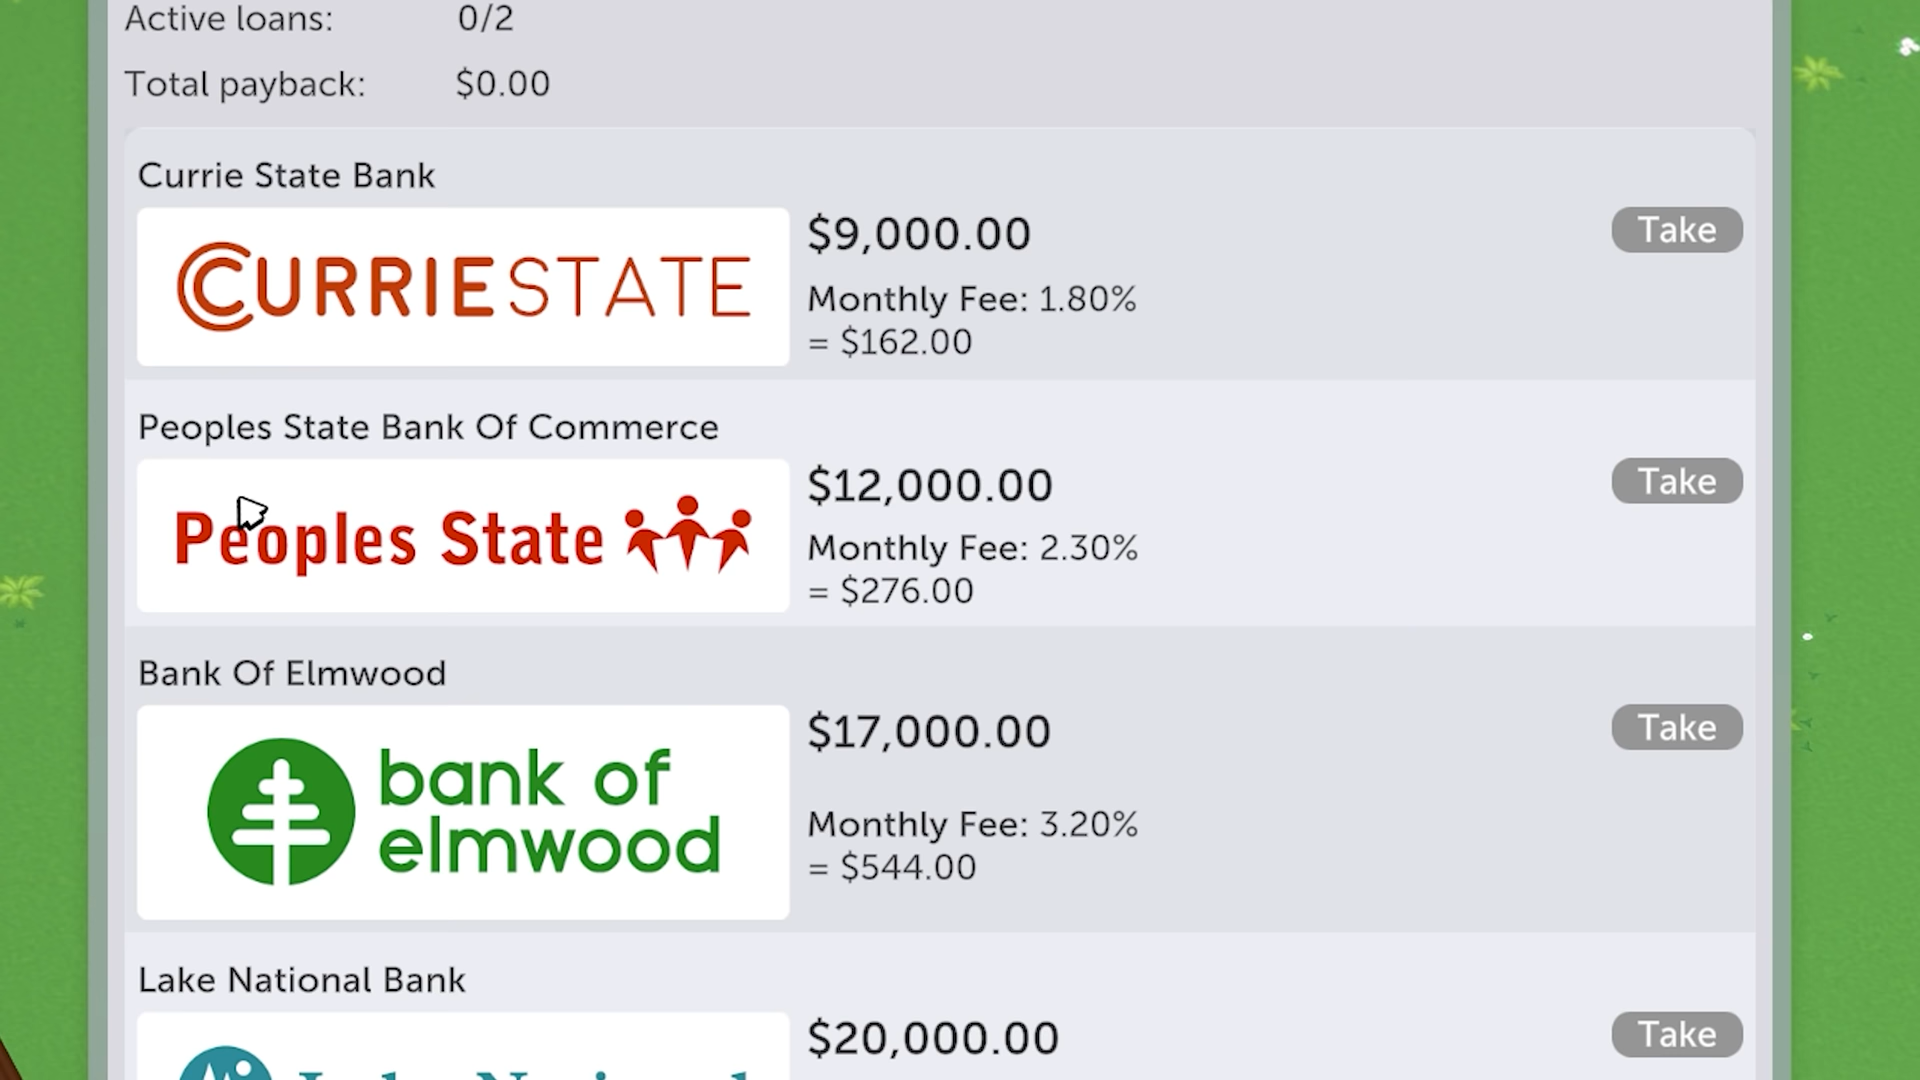 Active loans: 0/2
Total payback: $0.00
Currie State Bank
CURRIESTATE
$9,000.00
Take
Monthly Fee: 1.80%
= $162.00
Peoples State Bank Of Commerce
Peoples State
$12,000.00
Take
Monthly Fee: 2.30%
= $276.00
Bank Of Elmwood
bank of
elmwood
$17,000.00
Take
Monthly Fee: 3.20%
= $544.00
Lake National Bank
$20,000.00
Take